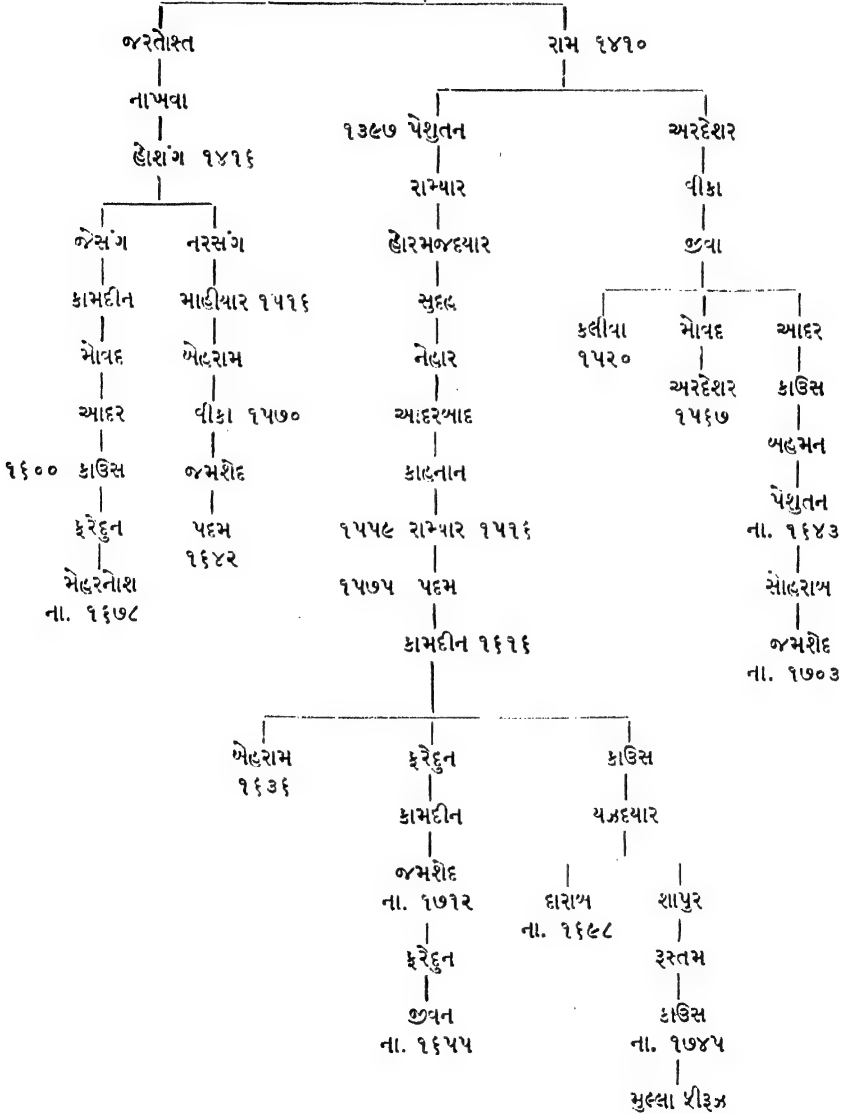 જરતોસ્ત રામ ૧૪૧૦
નાખવા
૧૩૯૭ પેશુતન અરદેશર
હોશંગ ૧૪૧૬
રામ્યાર વીકા
જેસંગ નરસંગ હોરમજદયાર જીવા
કામદીન માહીયાર ૧૫૧૬ સુદહ
કલીવા મોવદ આદર
૧૫૨૦
મોવદ બેહરામ નેહાર
અરદેશર કાઉસ
૧૫૬૭
આદર વીકા ૧૫૭૦ આદરબાદ
બહમન
૧૬૦૦ કાઉસ જમશેદ કાહનાન
પેશુતન
ના. ૧૬૪૩
ફરેદુન પદમ ૧૫૫૯ રામ્યાર ૧૫૧૬
૧૬૪૨
મેહરનોશ ૧૫૭૫ પદમ સોહરાબ
ના. ૧૬૭૮
કામદીન ૧૬૧૬ જમશેદ
ના. ૧૭૦૩
બેહરામ ફરેદુન કાઉસ
૧૬૩૬
કામદીન યઝદયાર
જમશેદ
ના. ૧૭૧૨
દારાબ શાપુર
ના. ૧૬૯૮
ફરેદુન રૂસ્તમ
જીવન કાઉસ
ના. ૧૬૫૫ ના. ૧૭૪૫
મુલ્લા ફીરૂઝ